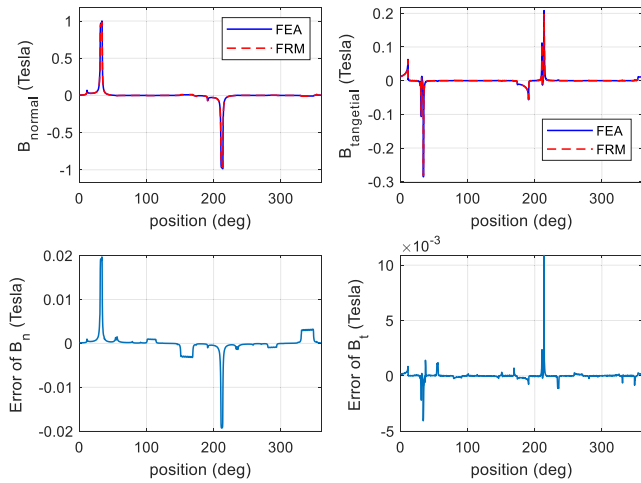 B_normal (Tesla)
1
0.5
0
-0.5
-1
FEA
FRM
0 100 200 300
position (deg)
B_tangetial (Tesla)
0.2
0.1
0
-0.1
-0.2
-0.3
FEA
FRM
0 100 200 300
position (deg)
Error of B_n (Tesla)
0.02
0.01
0
-0.01
-0.02
0 100 200 300
position (deg)
Error of B_t (Tesla)
×10^-3
10
5
0
-5
0 100 200 300
position (deg)